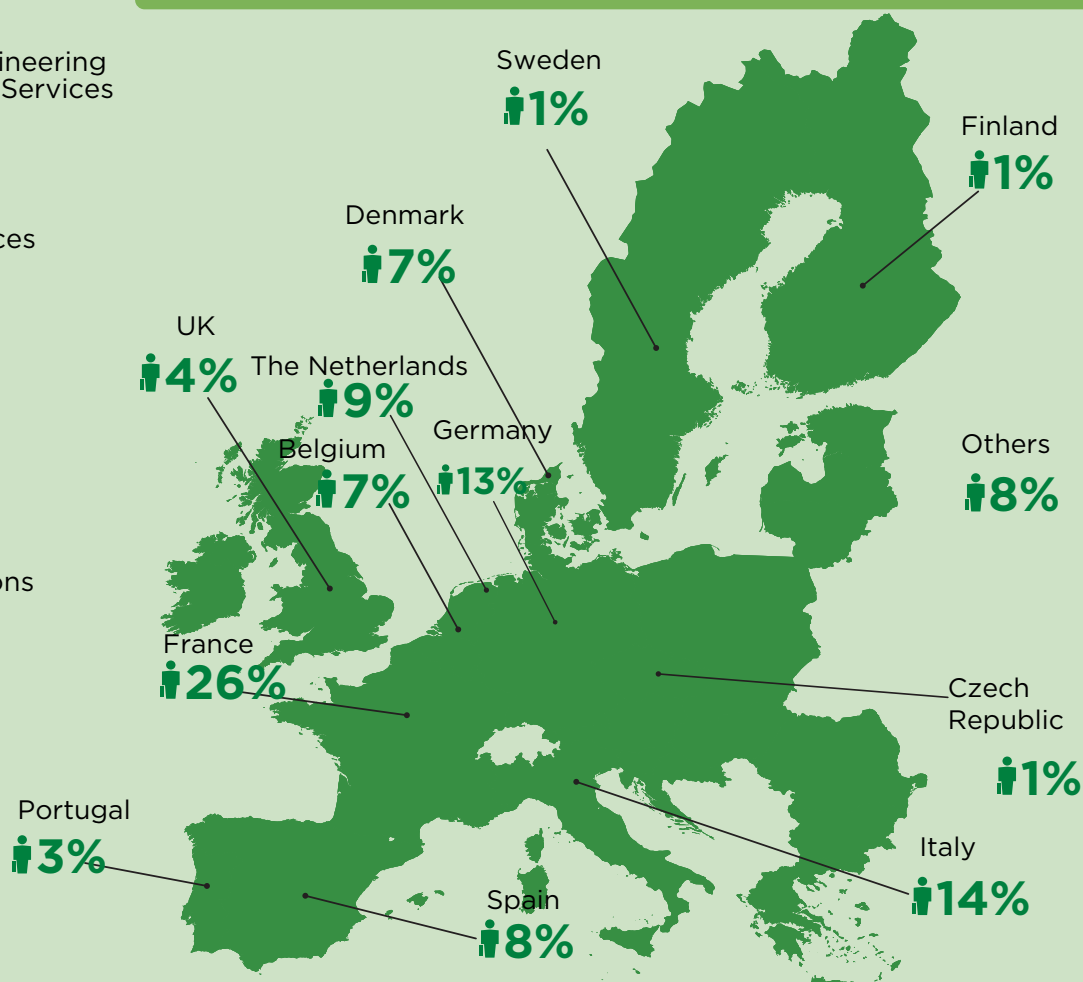 ineering
Services
ces
ons
Sweden
1%
Finland
1%
Denmark
7%
UK
4%
The Netherlands
9%
Germany
13%
Belgium
7%
Others
8%
France
26%
Czech
Republic
1%
Portugal
3%
Italy
14%
Spain
8%